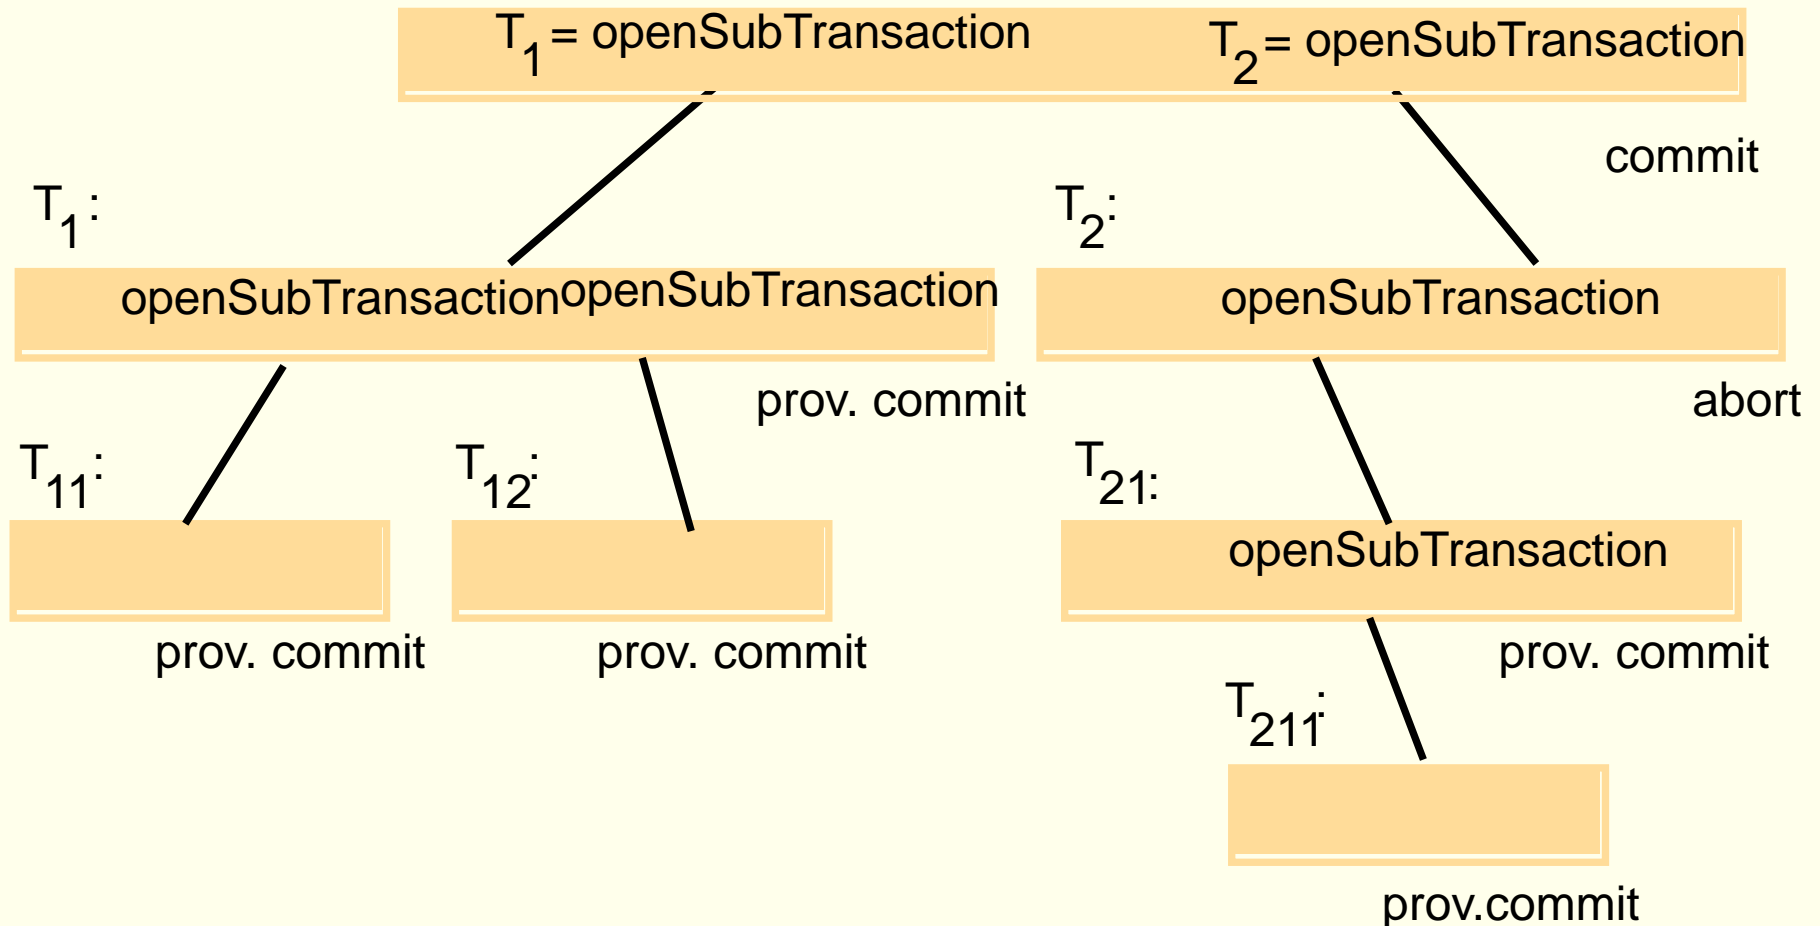 T1 = openSubTransaction T2 = openSubTransaction
commit
T1: T2:
openSubTransaction openSubTransaction openSubTransaction
prov. commit abort
T11: T12: T21:
openSubTransaction
prov. commit prov. commit prov. commit
T211:
prov.commit